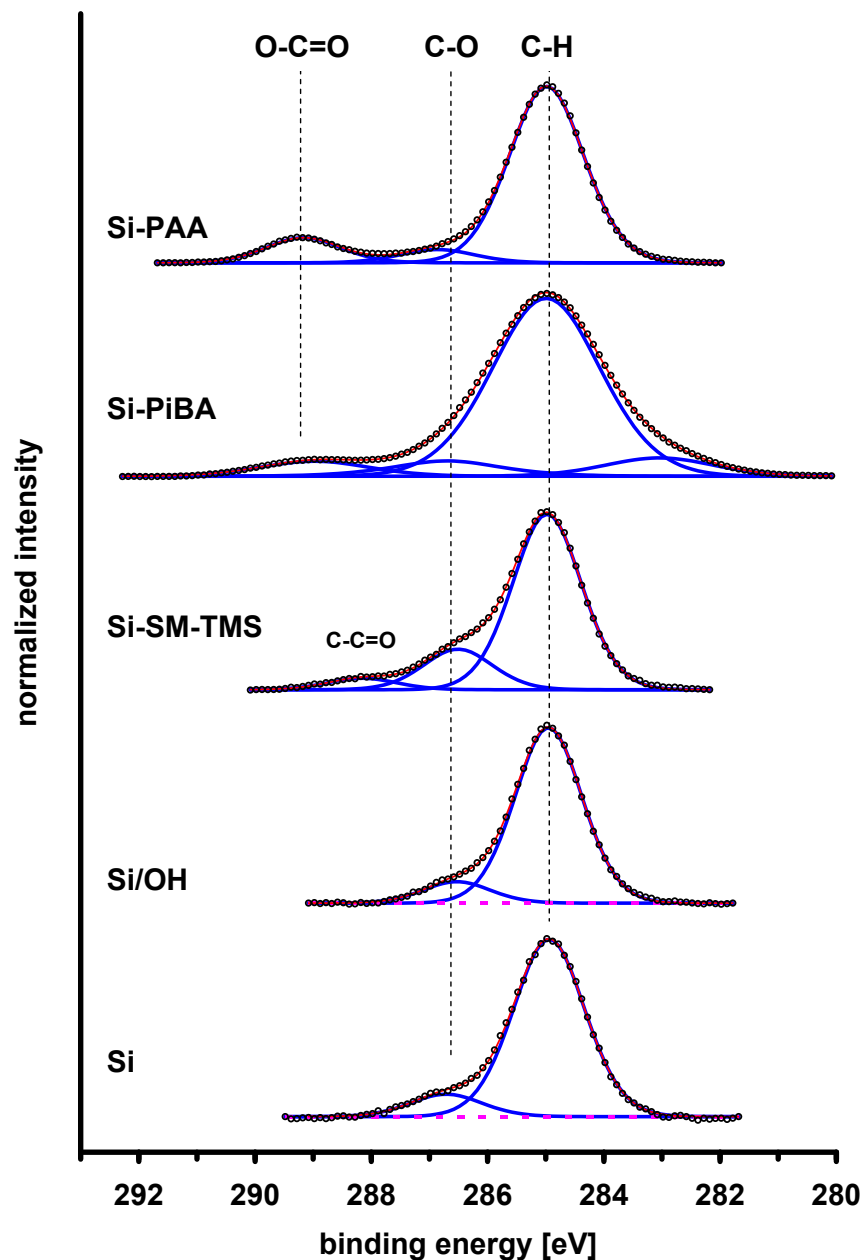 O-C=O C-O C-H
Si-PAA
Si-PiBA
Si-SM-TMS
C-C=O
Si/OH
Si
normalized intensity
292 290 288 286 284 282 280
binding energy [eV]